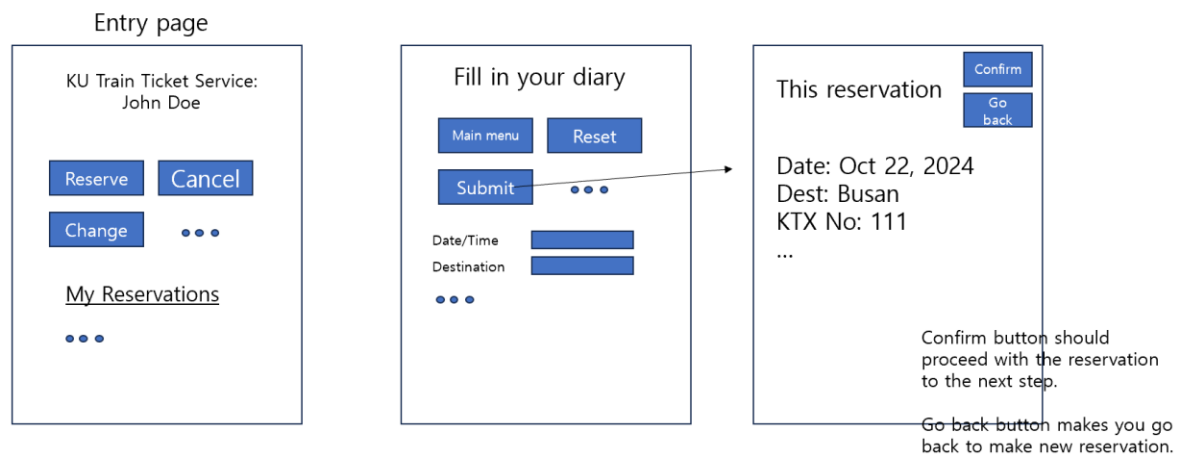 Entry page
KU Train Ticket Service:
John Doe
Reserve
Cancel
Change
My Reservations
Fill in your diary
Main menu
Reset
Submit
Date/Time
Destination
This reservation
Confirm
Go
back
Date: Oct 22, 2024
Dest: Busan
KTX No: 111
...
Confirm button should
proceed with the reservation
to the next step.
Go back button makes you go
back to make new reservation.